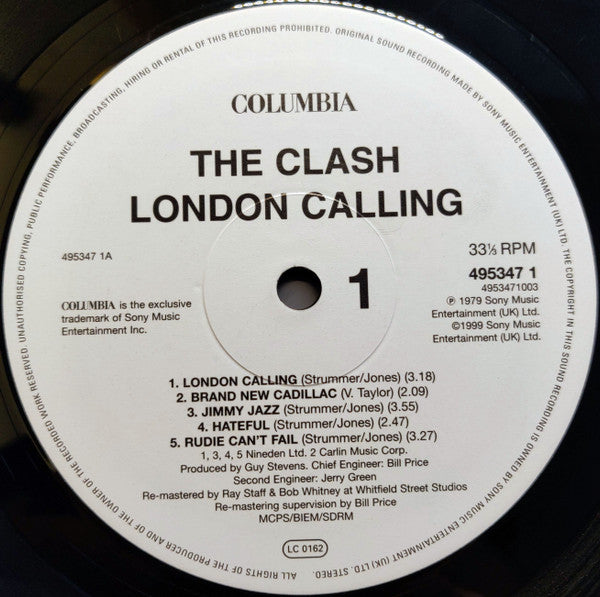 COLUMBIA
THE CLASH
LONDON CALLING
495347 1A
33⅓ RPM
495347 1
4953471003
℗ 1979 Sony Music
Entertainment (UK) Ltd.
©1999 Sony Music
Entertainment (UK) Ltd.
1
COLUMBIA is the exclusive
trademark of Sony Music
Entertainment Inc.
1. LONDON CALLING (Strummer/Jones) (3.18)
2. BRAND NEW CADILLAC (V. Taylor) (2.09)
3. JIMMY JAZZ (Strummer/Jones) (3.55)
4. HATEFUL (Strummer/Jones) (2.47)
5. RUDIE CAN'T FAIL (Strummer/Jones) (3.27)
1, 3, 4, 5 Nineden Ltd. 2 Carlin Music Corp.
Produced by Guy Stevens. Chief Engineer: Bill Price
Second Engineer: Jerry Green
Re-mastered by Ray Staff & Bob Whitney at Whitfield Street Studios
Re-mastering supervision by Bill Price
MCPS/BIEM/SDRM
LC 0162
ALL RIGHTS OF THE PRODUCER AND OF THE OWNER OF THE RECORDED WORK RESERVED. UNAUTHORISED COPYING, PUBLIC PERFORMANCE, BROADCASTING, HIRING OR RENTAL OF THIS RECORDING PROHIBITED. ORIGINAL SOUND RECORDING MADE BY SONY MUSIC ENTERTAINMENT (UK) LTD. THE COPYRIGHT IN THIS SOUND RECORDING IS OWNED BY SONY MUSIC ENTERTAINMENT (UK) LTD. STEREO.